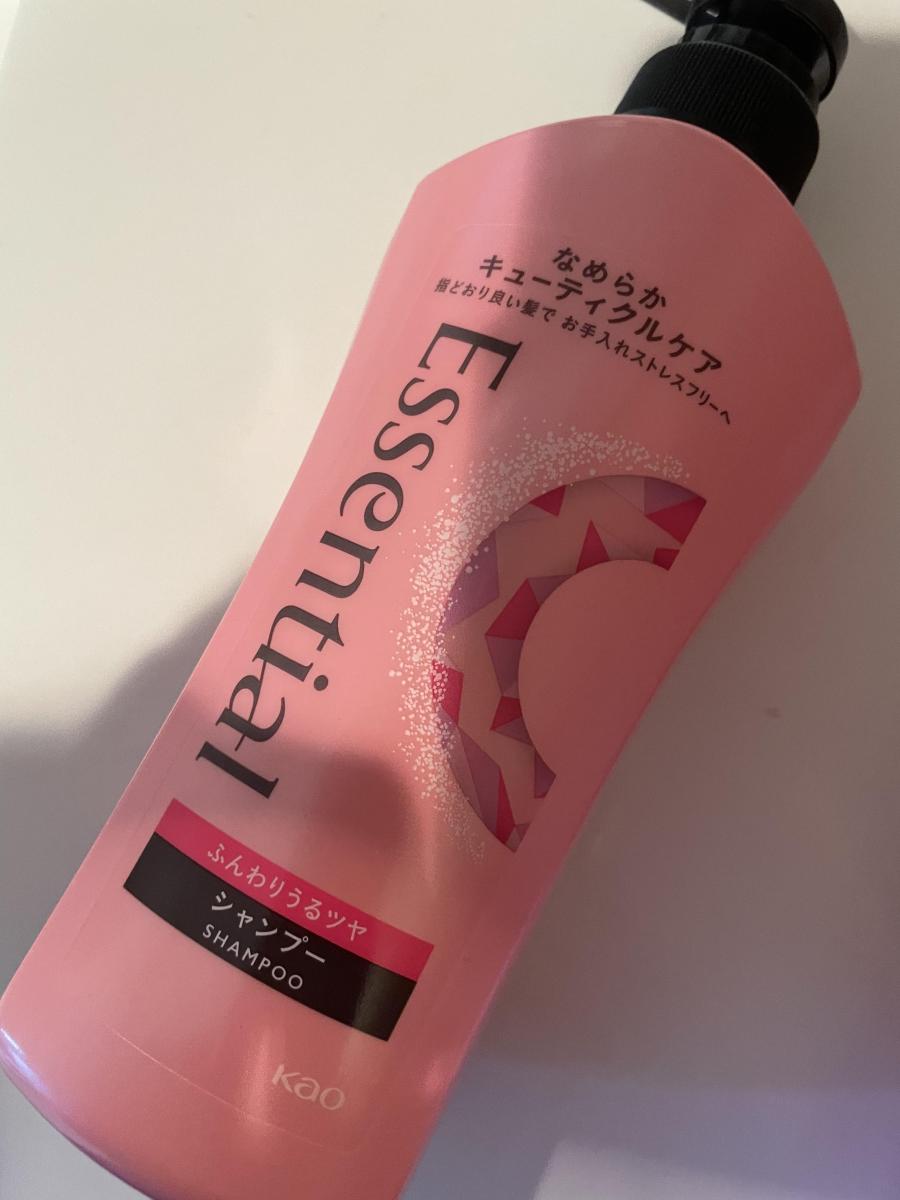 なめらか
キューティクルケア
指どおり良い髪で お手入れストレスフリーへ
Essential
ふんわりうるツヤ
シャンプー
SHAMPOO
Kao